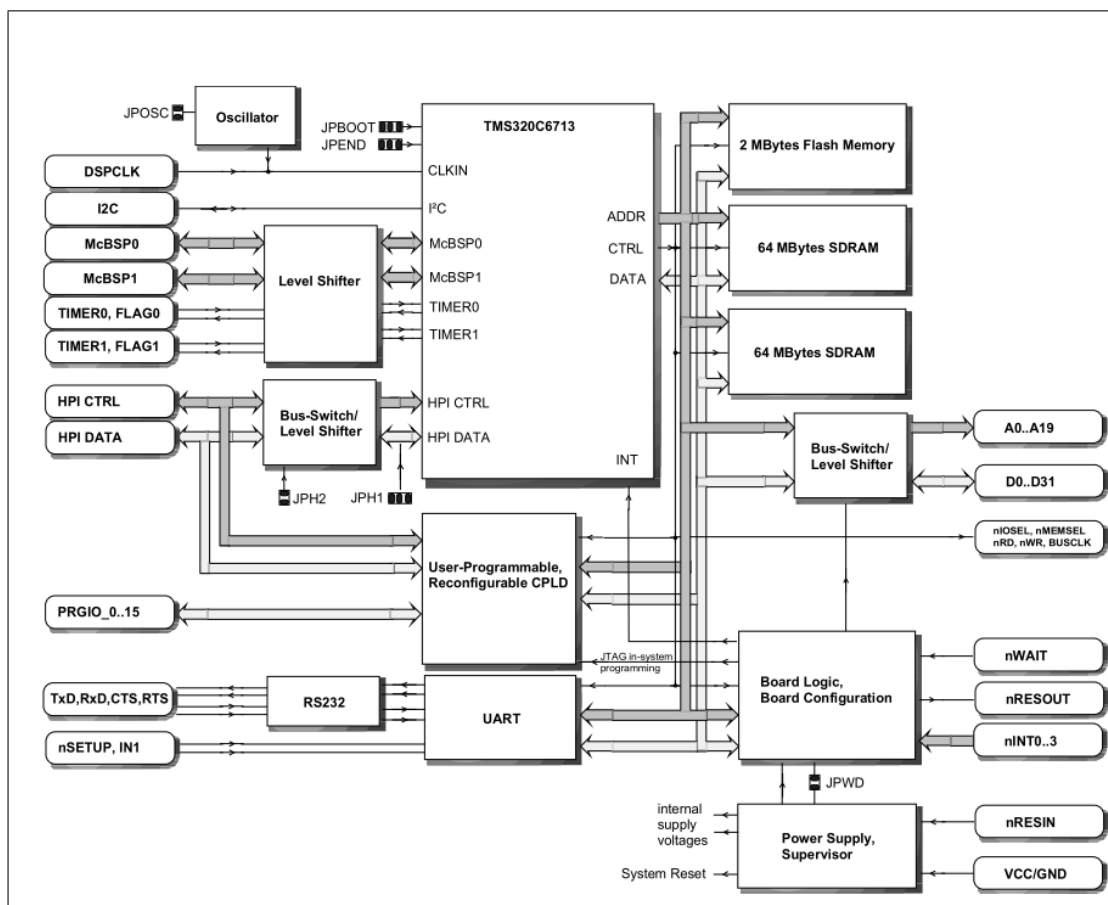 JPOSC
Oscillator
JPBOOT
JPEND
TMS320C6713
2 MBytes Flash Memory
DSPCLK
CLKIN
I2C
I²C
ADDR
64 MBytes SDRAM
McBSP0
McBSP0
CTRL
McBSP1
Level Shifter
McBSP1
DATA
TIMER0, FLAG0
TIMER0
TIMER1, FLAG1
TIMER1
64 MBytes SDRAM
HPI CTRL
Bus-Switch/
Level Shifter
HPI CTRL
HPI DATA
HPI DATA
INT
Bus-Switch/
Level Shifter
A0..A19
D0..D31
JPH2
JPH1
nIOSEL, nMEMSEL
nRD, nWR, BUSCLK
User-Programmable,
Reconfigurable CPLD
PRGIO_0..15
JTAG in-system
programming
nWAIT
Board Logic,
Board Configuration
TxD,RxD,CTS,RTS
RS232
UART
nRESOUT
nSETUP, IN1
nINT0..3
JPWD
internal
supply
voltages
Power Supply,
Supervisor
nRESIN
System Reset
VCC/GND